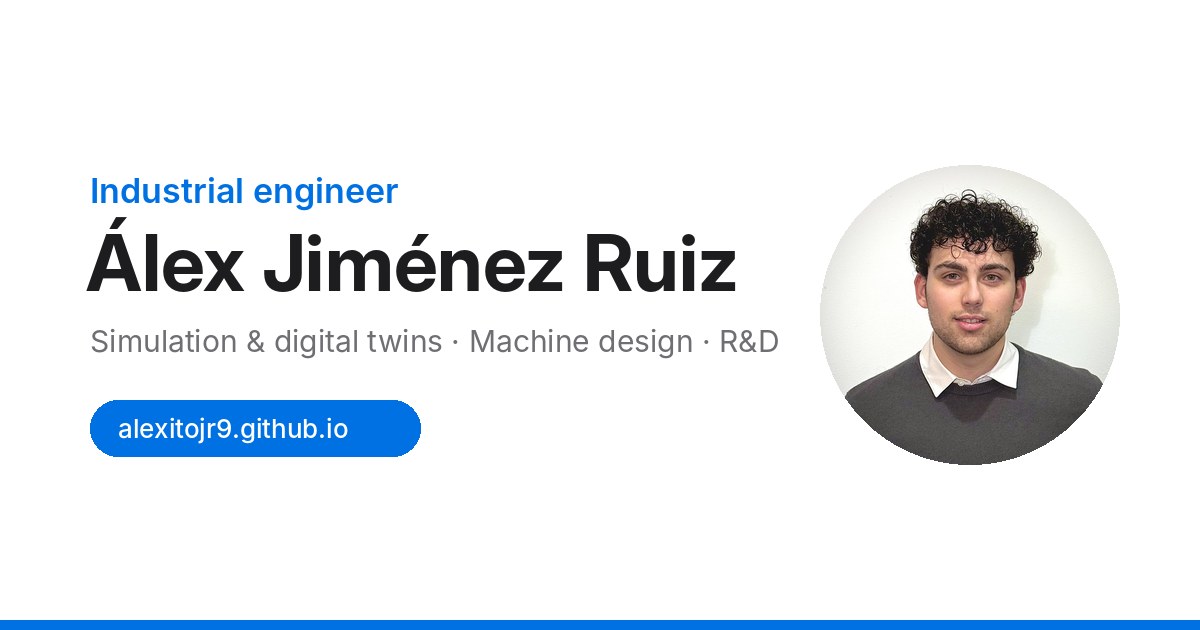 Industrial engineer
Álex Jiménez Ruiz
Simulation & digital twins · Machine design · R&D
alexitojr9.github.io